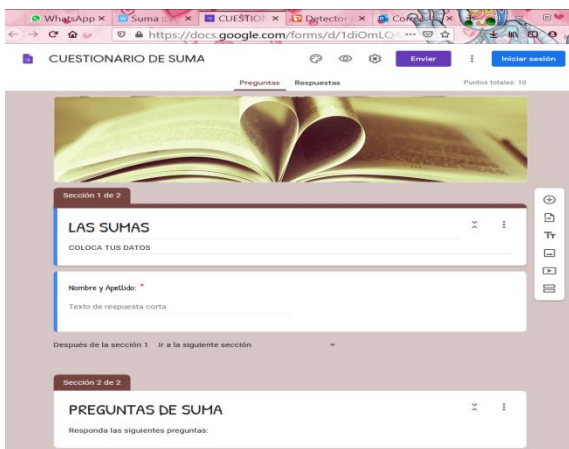 WhatsApp
Suma ::
CUESTIO
Detector
https://docs.google.com/forms/d/1diOmLQ
CUESTIONARIO DE SUMA
Enviar
Iniciar sesión
Preguntas Respuestas
Puntos totales: 10
Sección 1 de 2
LAS SUMAS
COLOCA TUS DATOS
Nombre y Apellido: *
Texto de respuesta corta
Después de la sección 1 Ir a la siguiente sección
Sección 2 de 2
PREGUNTAS DE SUMA
Responda las siguientes preguntas: